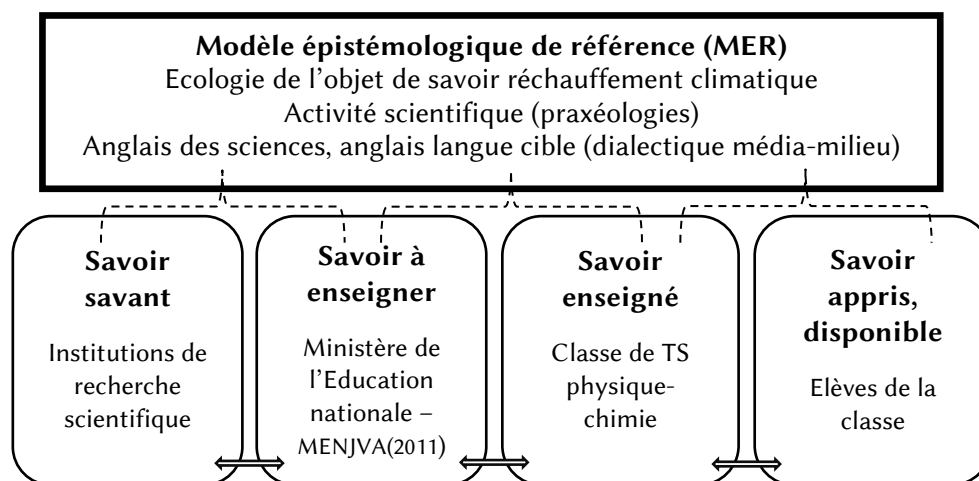 Modèle épistémologique de référence (MER)
Ecologie de l’objet de savoir réchauffement climatique
Activité scientifique (praxéologies)
Anglais des sciences, anglais langue cible (dialectique média-milieu)
Savoir
savant
Institutions de
recherche
scientifique
Savoir à
enseigner
Ministère de
l’Education
nationale –
MENJVA(2011)
Savoir
enseigné
Classe de TS
physique-
chimie
Savoir
appris,
disponible
Elèves de la
classe